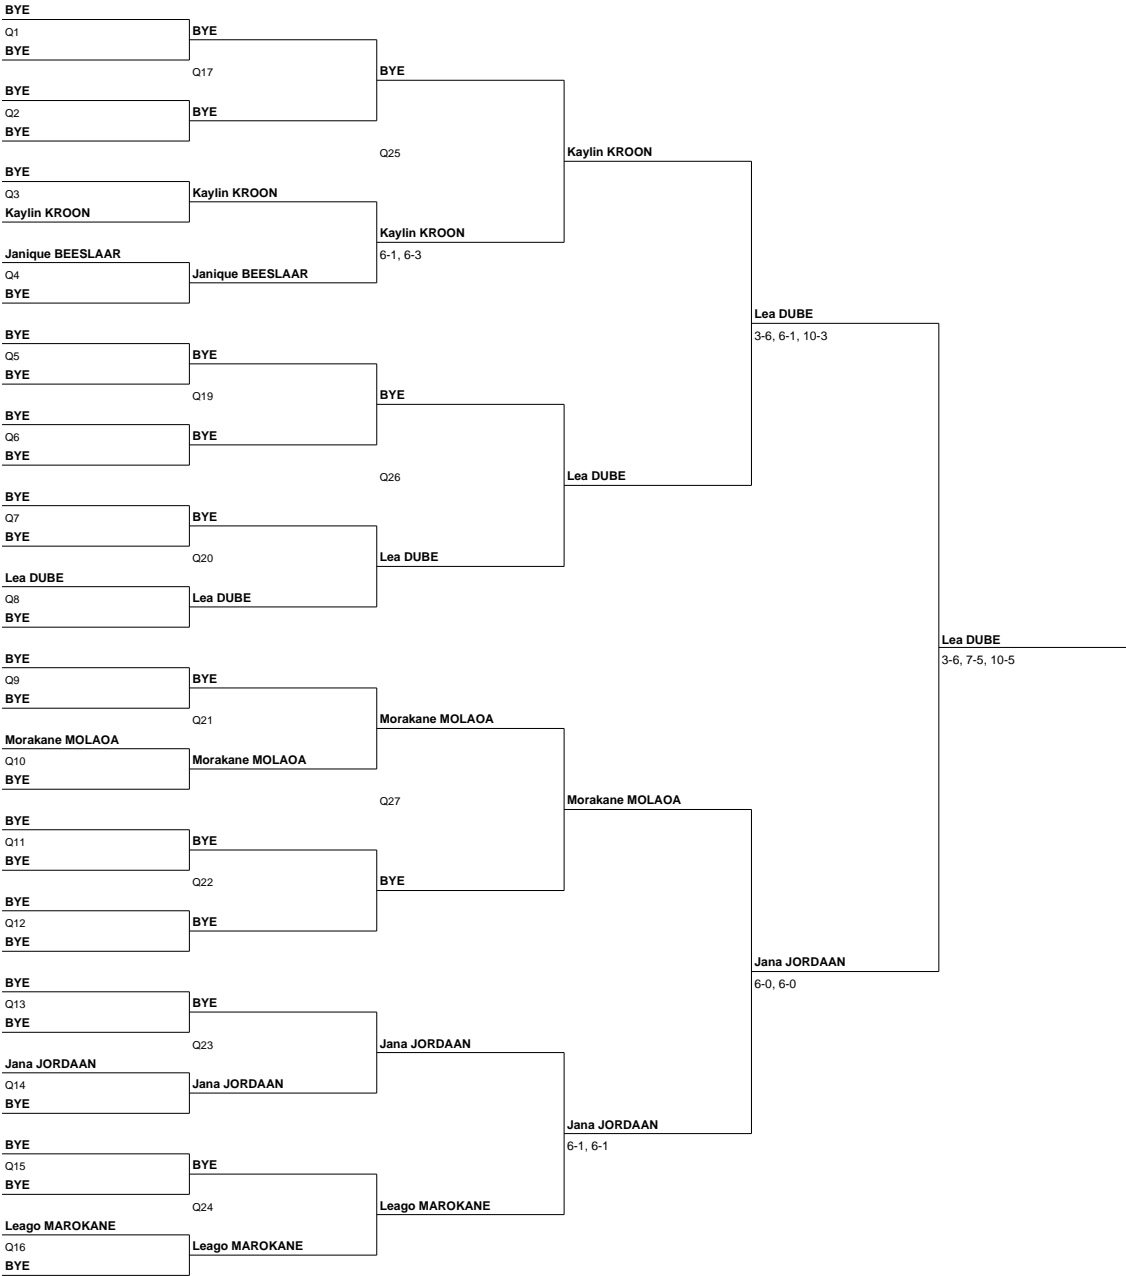 BYE
Q1
BYE
BYE
Q17
BYE
BYE
Q2
BYE
BYE
Q25
Kaylin KROON
BYE
Q3
Kaylin KROON
Kaylin KROON
Kaylin KROON
6-1, 6-3
Janique BEESLAAR
Q4
Janique BEESLAAR
BYE
Lea DUBE
3-6, 6-1, 10-3
BYE
Q5
BYE
BYE
Q19
BYE
BYE
Q6
BYE
BYE
Q26
Lea DUBE
BYE
Q7
BYE
BYE
Q20
Lea DUBE
Lea DUBE
Q8
Lea DUBE
BYE
Lea DUBE
3-6, 7-5, 10-5
BYE
Q9
BYE
BYE
Q21
Morakane MOLAOA
Morakane MOLAOA
Q10
Morakane MOLAOA
BYE
Q27
Morakane MOLAOA
BYE
Q11
BYE
BYE
Q22
BYE
BYE
Q12
BYE
BYE
Jana JORDAAN
6-0, 6-0
BYE
Q13
BYE
BYE
Q23
Jana JORDAAN
Jana JORDAAN
Q14
Jana JORDAAN
BYE
Jana JORDAAN
6-1, 6-1
BYE
Q15
BYE
BYE
Q24
Leago MAROKANE
Leago MAROKANE
Q16
Leago MAROKANE
BYE